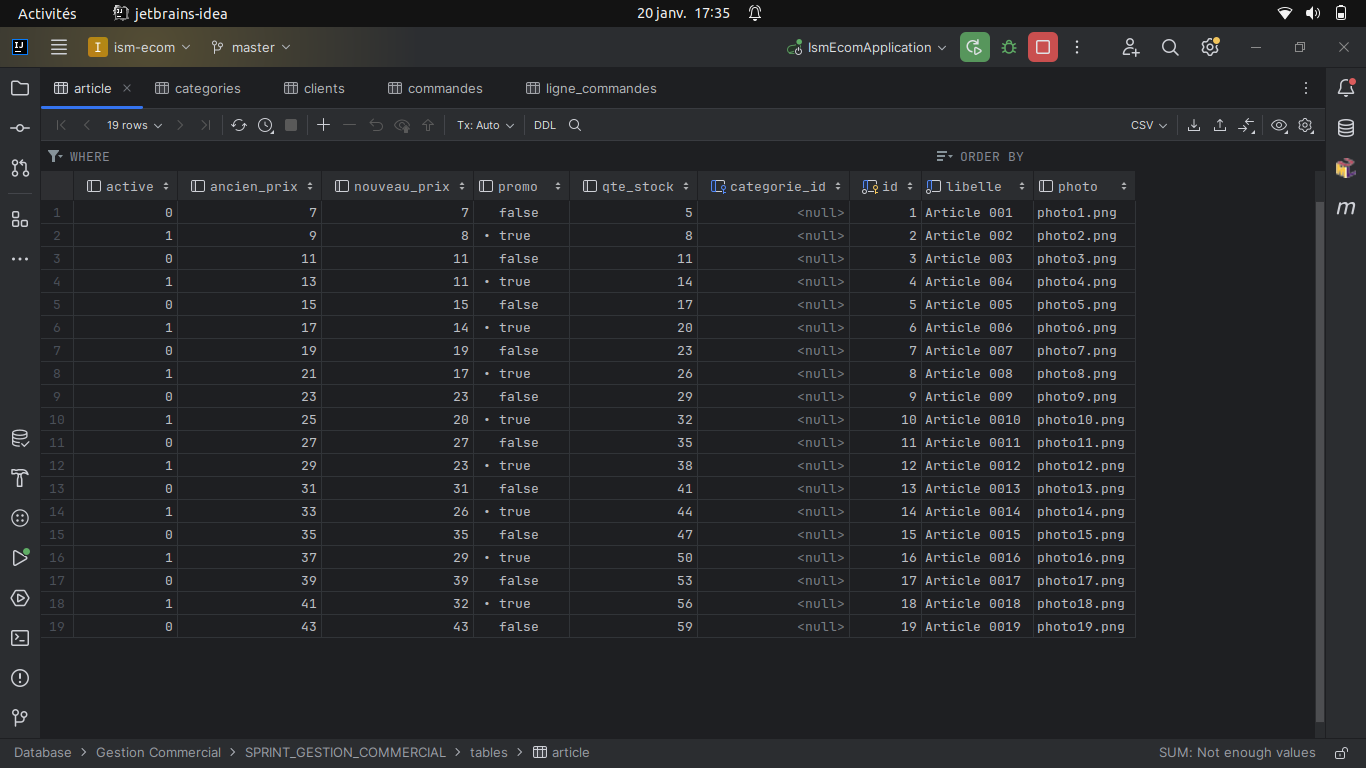 Activités jetbrains-idea 20 janv. 17:35
IJ I ism-ecom master IsmEcomApplication
article categories clients commandes ligne_commandes
19 rows Tx: Auto DDL CSV
WHERE ORDER BY
active ancien_prix nouveau_prix promo qte_stock categorie_id id libelle photo
1 0 7 7 false 5 <null> 1 Article 001 photo1.png
2 1 9 8 • true 8 <null> 2 Article 002 photo2.png
3 0 11 11 false 11 <null> 3 Article 003 photo3.png
4 1 13 11 • true 14 <null> 4 Article 004 photo4.png
5 0 15 15 false 17 <null> 5 Article 005 photo5.png
6 1 17 14 • true 20 <null> 6 Article 006 photo6.png
7 0 19 19 false 23 <null> 7 Article 007 photo7.png
8 1 21 17 • true 26 <null> 8 Article 008 photo8.png
9 0 23 23 false 29 <null> 9 Article 009 photo9.png
10 1 25 20 • true 32 <null> 10 Article 0010 photo10.png
11 0 27 27 false 35 <null> 11 Article 0011 photo11.png
12 1 29 23 • true 38 <null> 12 Article 0012 photo12.png
13 0 31 31 false 41 <null> 13 Article 0013 photo13.png
14 1 33 26 • true 44 <null> 14 Article 0014 photo14.png
15 0 35 35 false 47 <null> 15 Article 0015 photo15.png
16 1 37 29 • true 50 <null> 16 Article 0016 photo16.png
17 0 39 39 false 53 <null> 17 Article 0017 photo17.png
18 1 41 32 • true 56 <null> 18 Article 0018 photo18.png
19 0 43 43 false 59 <null> 19 Article 0019 photo19.png
m
Database > Gestion Commercial > SPRINT_GESTION_COMMERCIAL > tables > article SUM: Not enough values